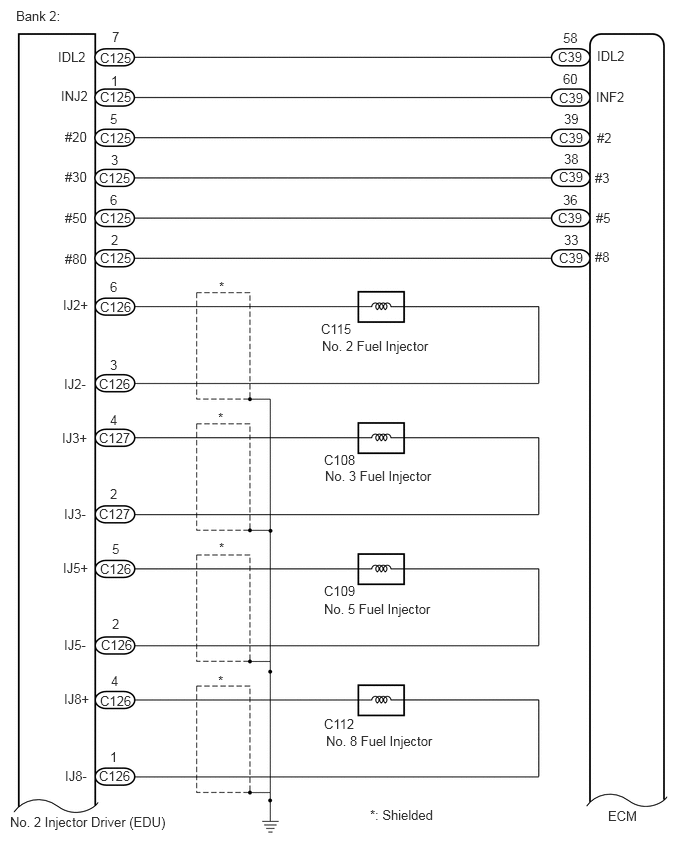 Bank 2:
7 58
IDL2 C125 C39 IDL2
1 60
INJ2 C125 C39 INF2
5 39
#20 C125 C39 #2
3 38
#30 C125 C39 #3
6 36
#50 C125 C39 #5
2 33
#80 C125 C39 #8
6 *
IJ2+ C126
C115
No. 2 Fuel Injector
3
IJ2- C126
4 *
IJ3+ C127
C108
No. 3 Fuel Injector
2
IJ3- C127
5 *
IJ5+ C126
C109
No. 5 Fuel Injector
2
IJ5- C126
4 *
IJ8+ C126
C112
No. 8 Fuel Injector
1
IJ8- C126
No. 2 Injector Driver (EDU) *: Shielded ECM